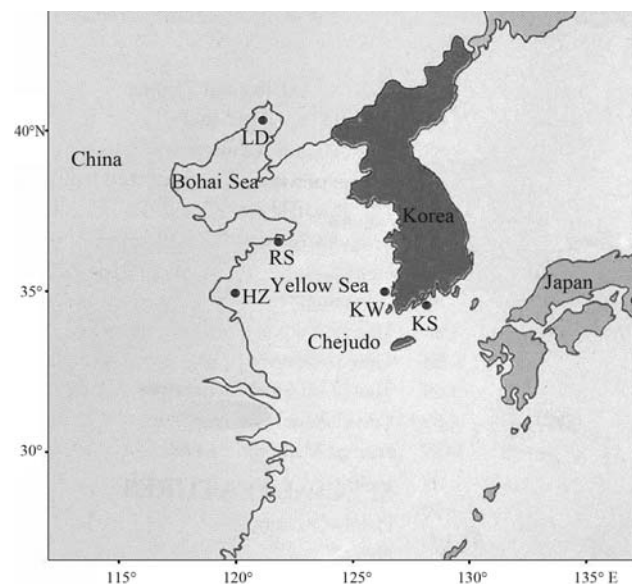 40°N
LD
China
Bohai Sea
Korea
RS
Yellow Sea
35°
HZ
KW
KS
Japan
Chejudo
30°
115° 120° 125° 130° 135° E